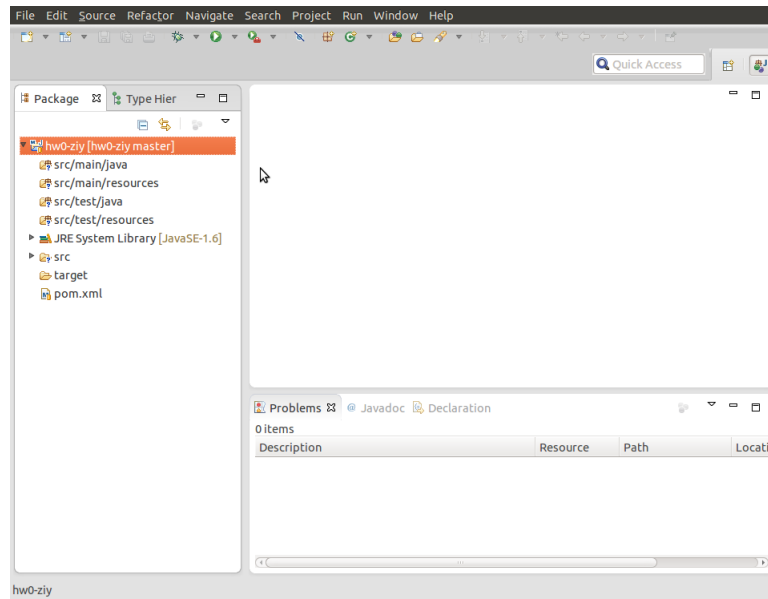 File Edit Source Refactor Navigate Search Project Run Window Help
Quick Access
Package Type Hier
hw0-ziy [hw0-ziy master]
src/main/java
src/main/resources
src/test/java
src/test/resources
JRE System Library [JavaSE-1.6]
src
target
pom.xml
Problems @ Javadoc Declaration
0 items
Description Resource Path Locati
hw0-ziy